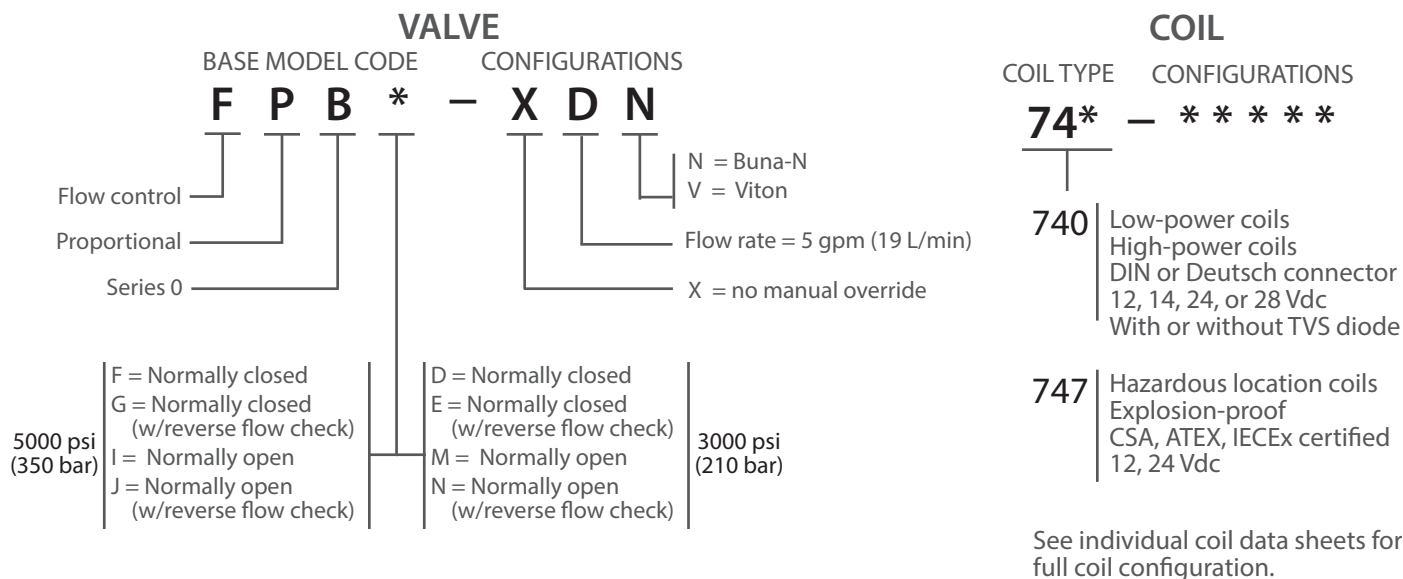 VALVE
BASE MODEL CODE CONFIGURATIONS
F P B * – X D N
N = Buna-N
V = Viton
Flow control
Proportional
Flow rate = 5 gpm (19 L/min)
Series 0
X = no manual override
5000 psi
(350 bar)
F = Normally closed
G = Normally closed
(w/reverse flow check)
I = Normally open
J = Normally open
(w/reverse flow check)
D = Normally closed
E = Normally closed
(w/reverse flow check)
M = Normally open
N = Normally open
(w/reverse flow check)
3000 psi
(210 bar)
COIL
COIL TYPE CONFIGURATIONS
74* – * * * * *
740
Low-power coils
High-power coils
DIN or Deutsch connector
12, 14, 24, or 28 Vdc
With or without TVS diode
747
Hazardous location coils
Explosion-proof
CSA, ATEX, IECEx certified
12, 24 Vdc
See individual coil data sheets for
full coil configuration.